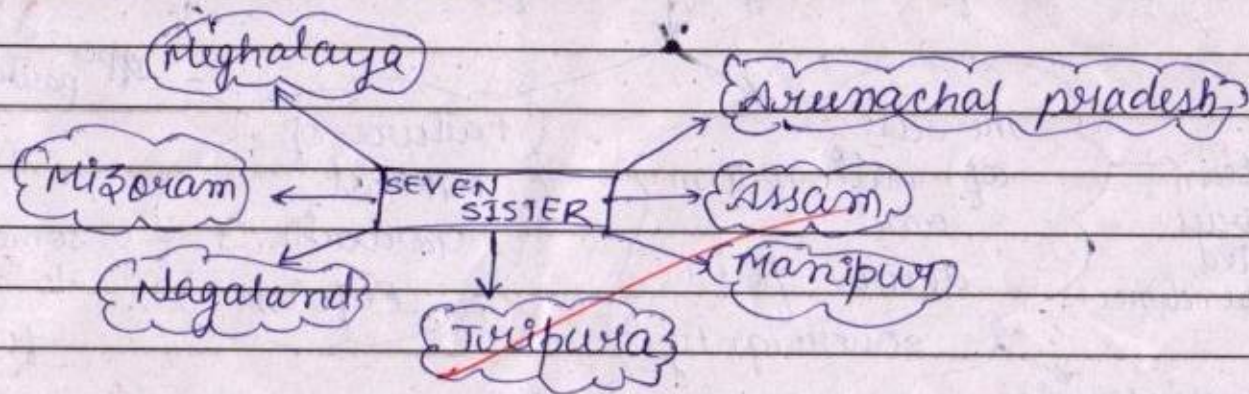 Meghalaya
Arunachal pradesh
Mizoram
SEVEN
SISTER
Assam
Nagaland
Manipur
Tripura